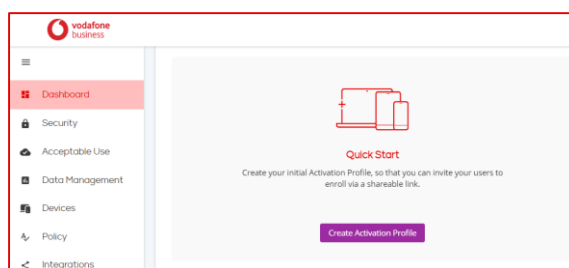 vodafone
business
Dashboard
Security
Acceptable Use
Data Management
Devices
Policy
Integrations
Quick Start
Create your initial Activation Profile, so that you can invite your users to
enroll via a shareable link.
Create Activation Profile